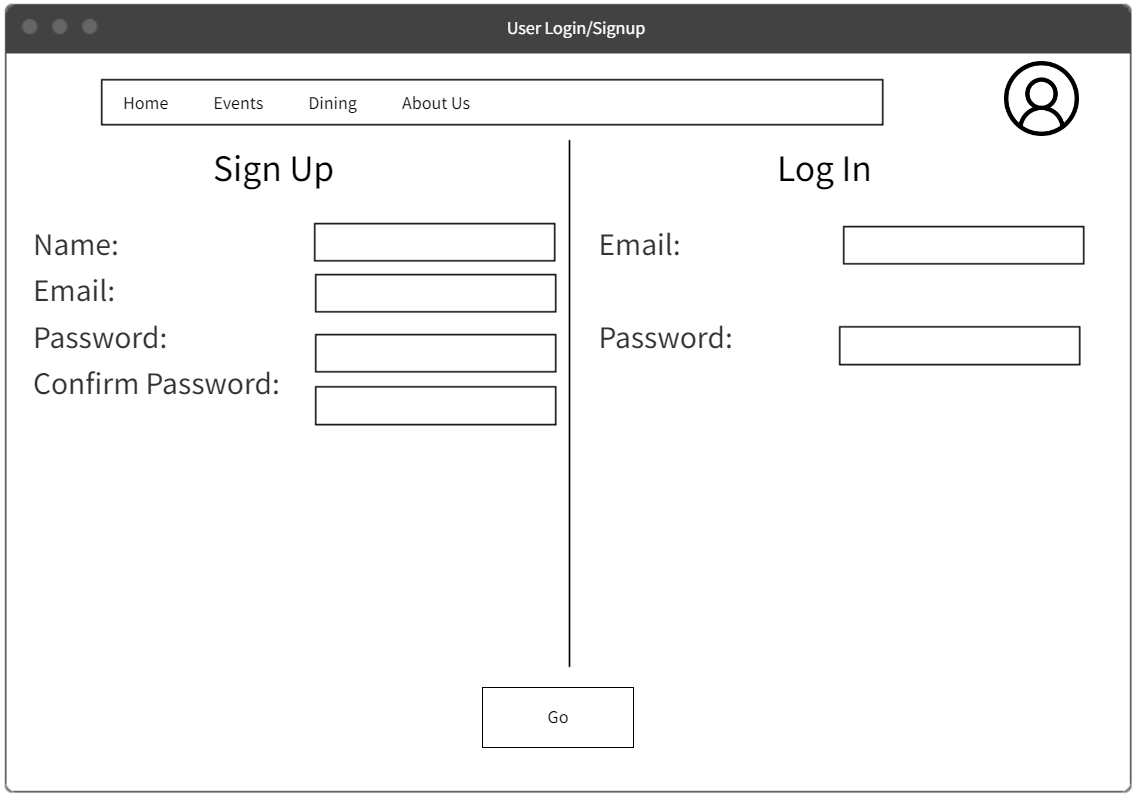 User Login/Signup
Home Events Dining About Us
Sign Up
Name:
Email:
Password:
Confirm Password:
Log In
Email:
Password:
Go